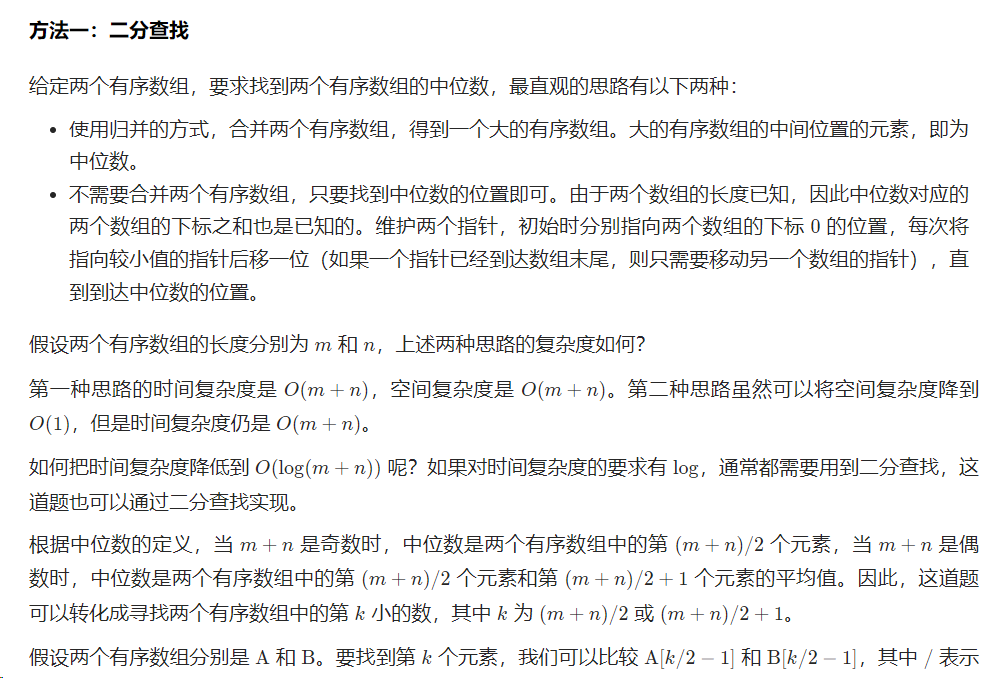 方法一：二分查找
给定两个有序数组，要求找到两个有序数组的中位数，最直观的思路有以下两种：
• 使用归并的方式，合并两个有序数组，得到一个大的有序数组。大的有序数组的中间位置的元素，即为
中位数。
• 不需要合并两个有序数组，只要找到中位数的位置即可。由于两个数组的长度已知，因此中位数对应的
两个数组的下标之和也是已知的。维护两个指针，初始时分别指向两个数组的下标 0 的位置，每次将
指向较小值的指针后移一位（如果一个指针已经到达数组末尾，则只需要移动另一个数组的指针），直
到到达中位数的位置。
假设两个有序数组的长度分别为 m 和 n，上述两种思路的复杂度如何？
第一种思路的时间复杂度是 O(m + n)，空间复杂度是 O(m + n)。第二种思路虽然可以将空间复杂度降到
O(1)，但是时间复杂度仍是 O(m + n)。
如何把时间复杂度降低到 O(log(m + n)) 呢？如果对时间复杂度的要求有 log，通常都需要用到二分查找，这
道题也可以通过二分查找实现。
根据中位数的定义，当 m + n 是奇数时，中位数是两个有序数组中的第 (m + n)/2 个元素，当 m + n 是偶
数时，中位数是两个有序数组中的第 (m + n)/2 个元素和第 (m + n)/2 + 1 个元素的平均值。因此，这道题
可以转化成寻找两个有序数组中的第 k 小的数，其中 k 为 (m + n)/2 或 (m + n)/2 + 1。
假设两个有序数组分别是 A 和 B。要找到第 k 个元素，我们可以比较 A[k/2 − 1] 和 B[k/2 − 1]，其中 / 表示